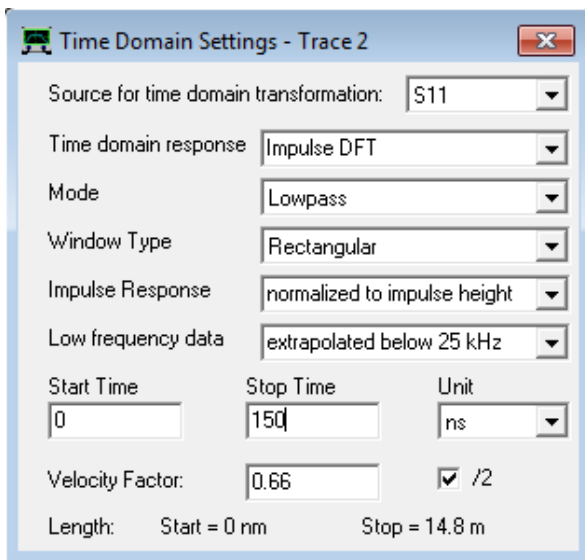 Time Domain Settings - Trace 2
Source for time domain transformation: S11
Time domain response Impulse DFT
Mode Lowpass
Window Type Rectangular
Impulse Response normalized to impulse height
Low frequency data extrapolated below 25 kHz
Start Time Stop Time Unit
0 150 ns
Velocity Factor: 0.66 /2
Length: Start = 0 nm Stop = 14.8 m